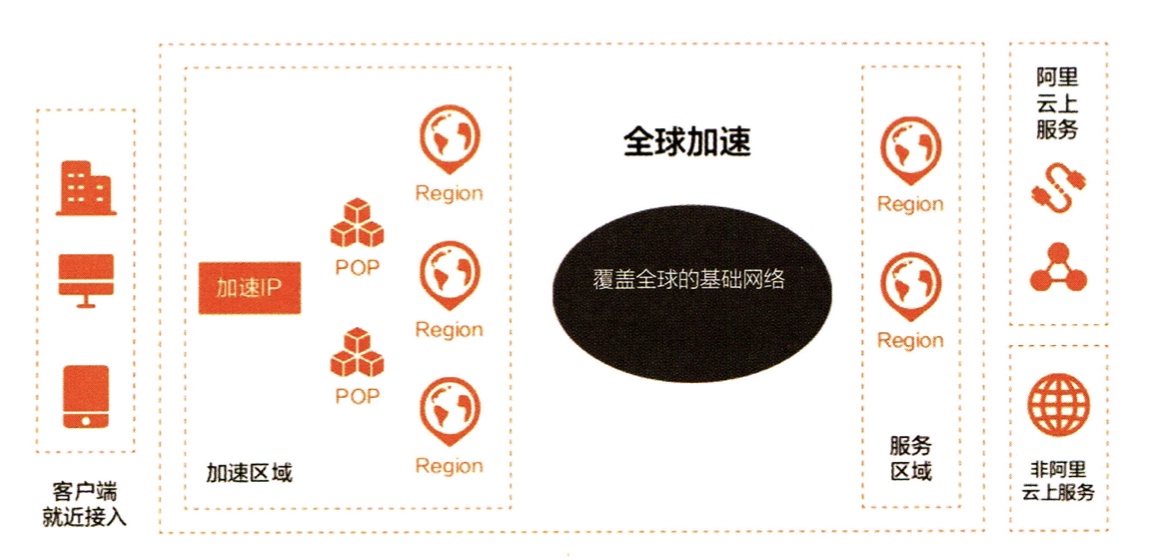 客户端
就近接入
加速IP
POP
POP
Region
Region
Region
加速区域
全球加速
覆盖全球的基础网络
Region
Region
服务
区域
阿里
云上
服务
非阿里
云上服务